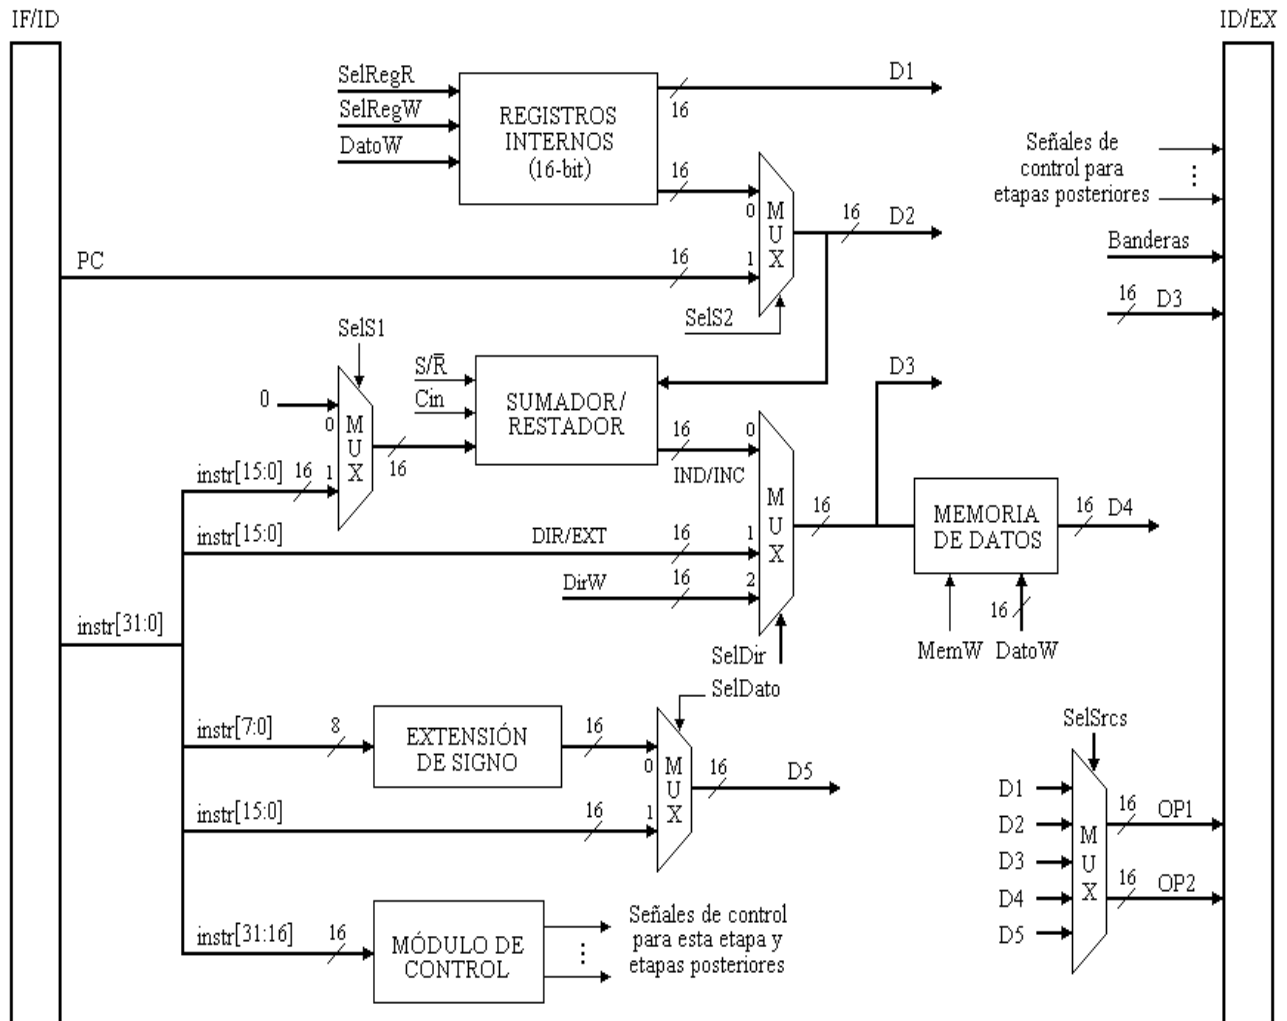 IF/ID
ID/EX
SelRegR
SelRegW
DatoW
REGISTROS
INTERNOS
(16-bit)
16
D1
16
0
MUX
1
16
D2
PC
16
SelS2
Señales de
control para
etapas posteriores
Banderas
16
D3
SelS1
0
0
MUX
1
16
instr[15:0]
16
S/R̅
Cin
SUMADOR/
RESTADOR
16
IND/INC
0
MUX
1
2
16
D3
instr[15:0]
DIR/EXT
16
DirW
16
SelDir
MEMORIA
DE DATOS
16
D4
MemW
16
DatoW
instr[31:0]
SelDato
instr[7:0]
8
EXTENSIÓN
DE SIGNO
16
0
MUX
1
16
D5
instr[15:0]
16
SelSrcs
D1
D2
D3
D4
D5
MUX
16
OP1
16
OP2
instr[31:16]
16
MÓDULO DE
CONTROL
Señales de control
para esta etapa y
etapas posteriores